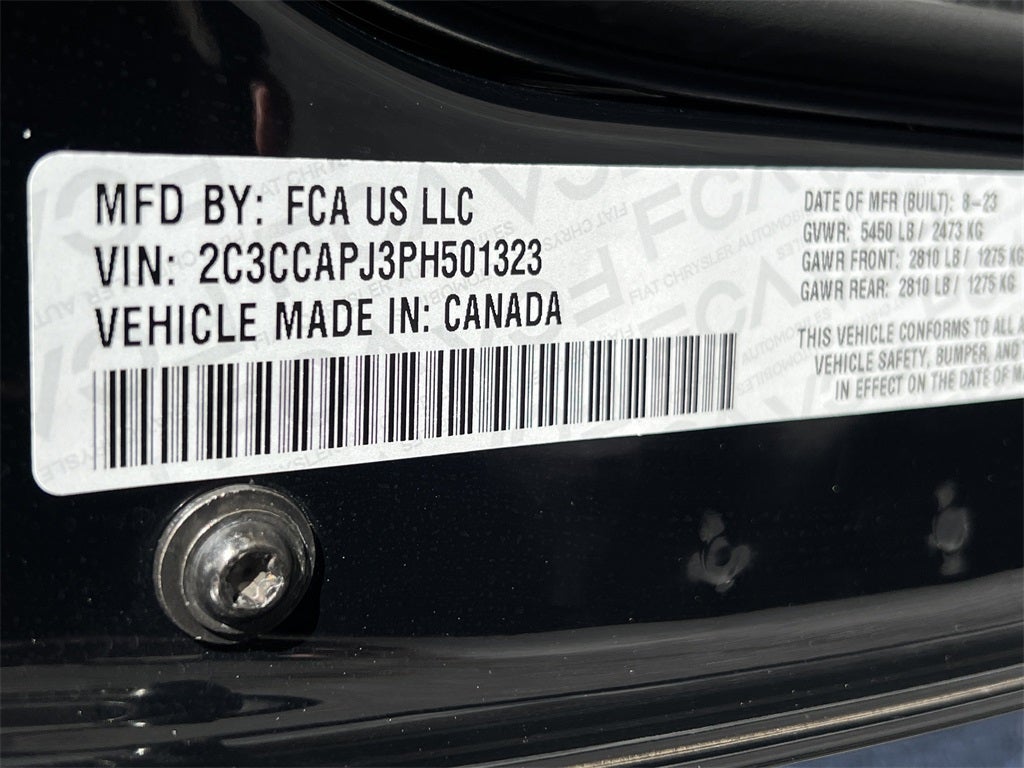 MFD BY: FCA US LLC
VIN: 2C3CCAPJ3PH501323
VEHICLE MADE IN: CANADA
DATE OF MFR (BUILT): 8-23
GVWR: 5450 LB / 2473 KG
GAWR FRONT: 2810 LB / 1275 KG
GAWR REAR: 2810 LB / 1275 KG
THIS VEHICLE CONFORMS TO ALL
VEHICLE SAFETY, BUMPER, AND
IN EFFECT ON THE DATE OF